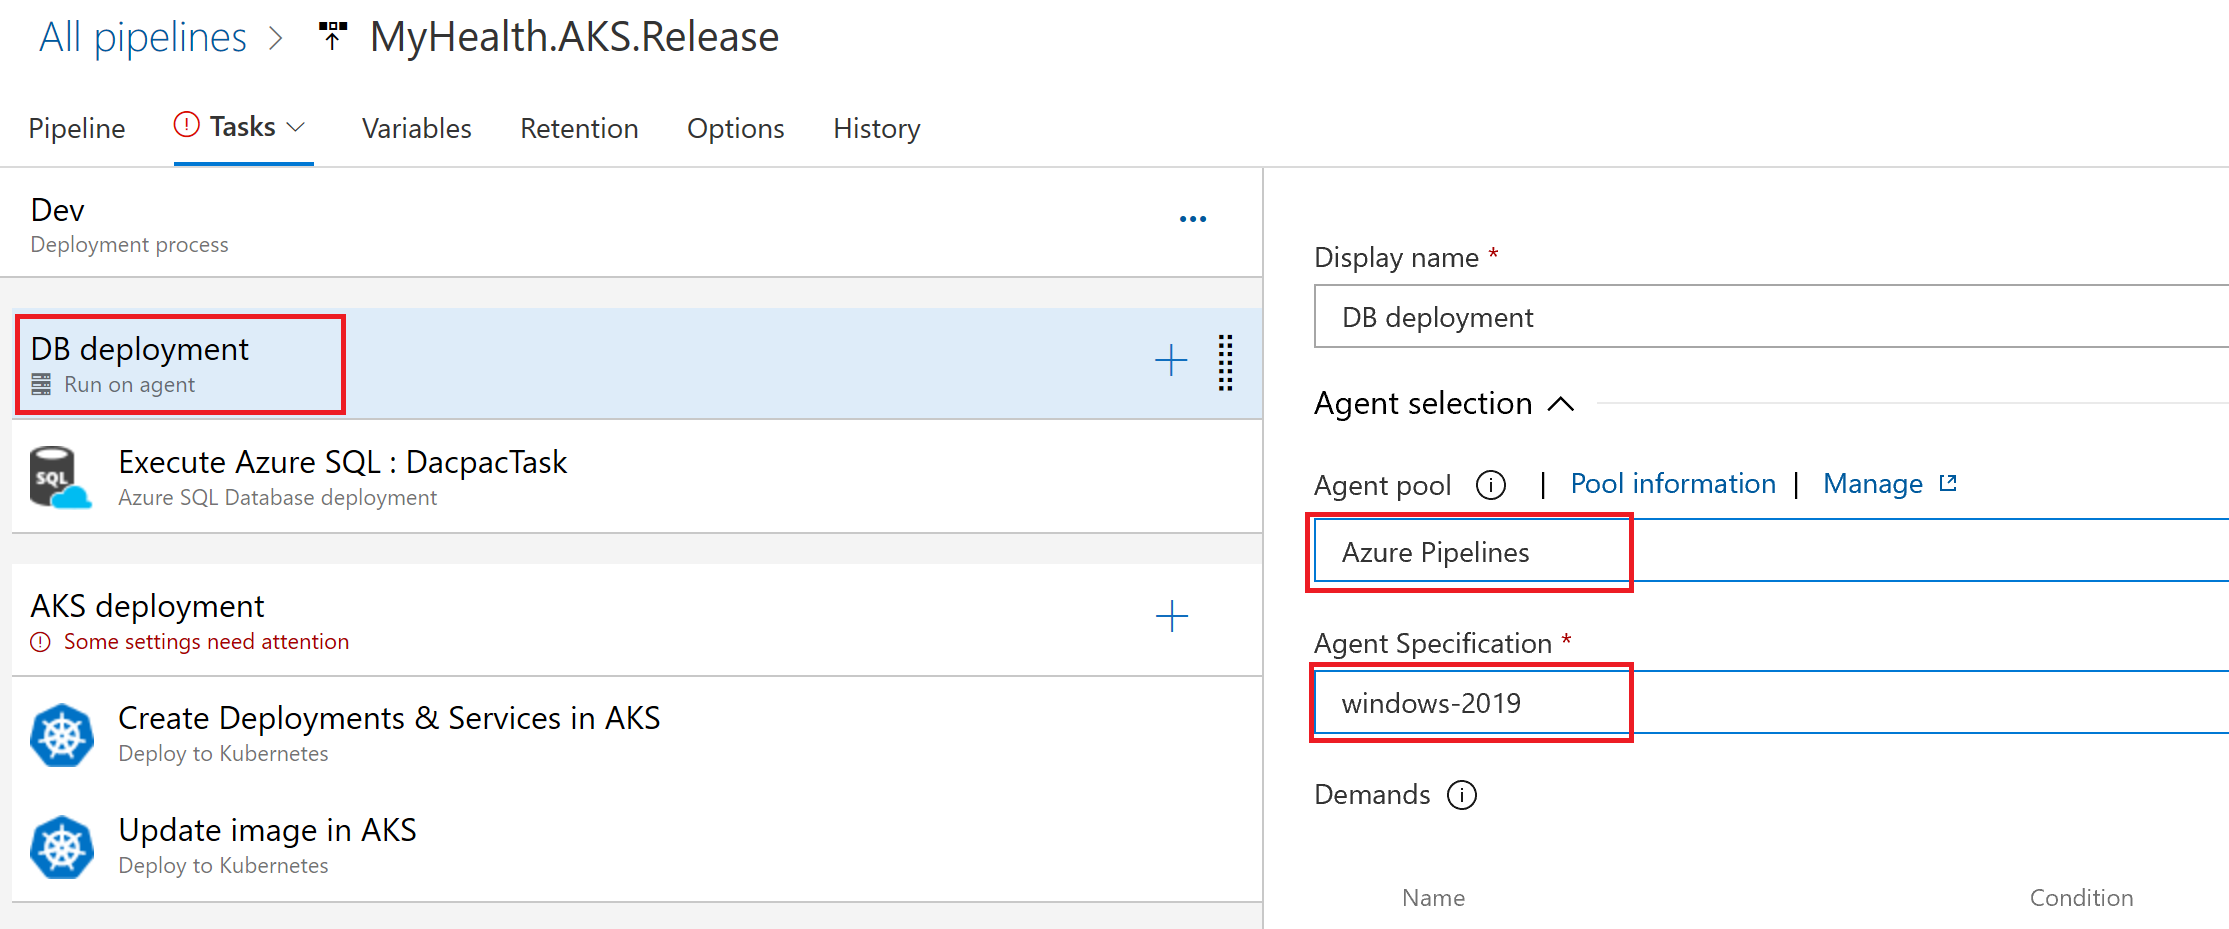 All pipelines > MyHealth.AKS.Release
Pipeline Tasks Variables Retention Options History
Dev
Deployment process
DB deployment
Run on agent
SQL
Execute Azure SQL : DacpacTask
Azure SQL Database deployment
AKS deployment
Some settings need attention
Create Deployments & Services in AKS
Deploy to Kubernetes
Update image in AKS
Deploy to Kubernetes
Display name *
DB deployment
Agent selection
Agent pool | Pool information | Manage
Azure Pipelines
Agent Specification *
windows-2019
Demands
Name Condition